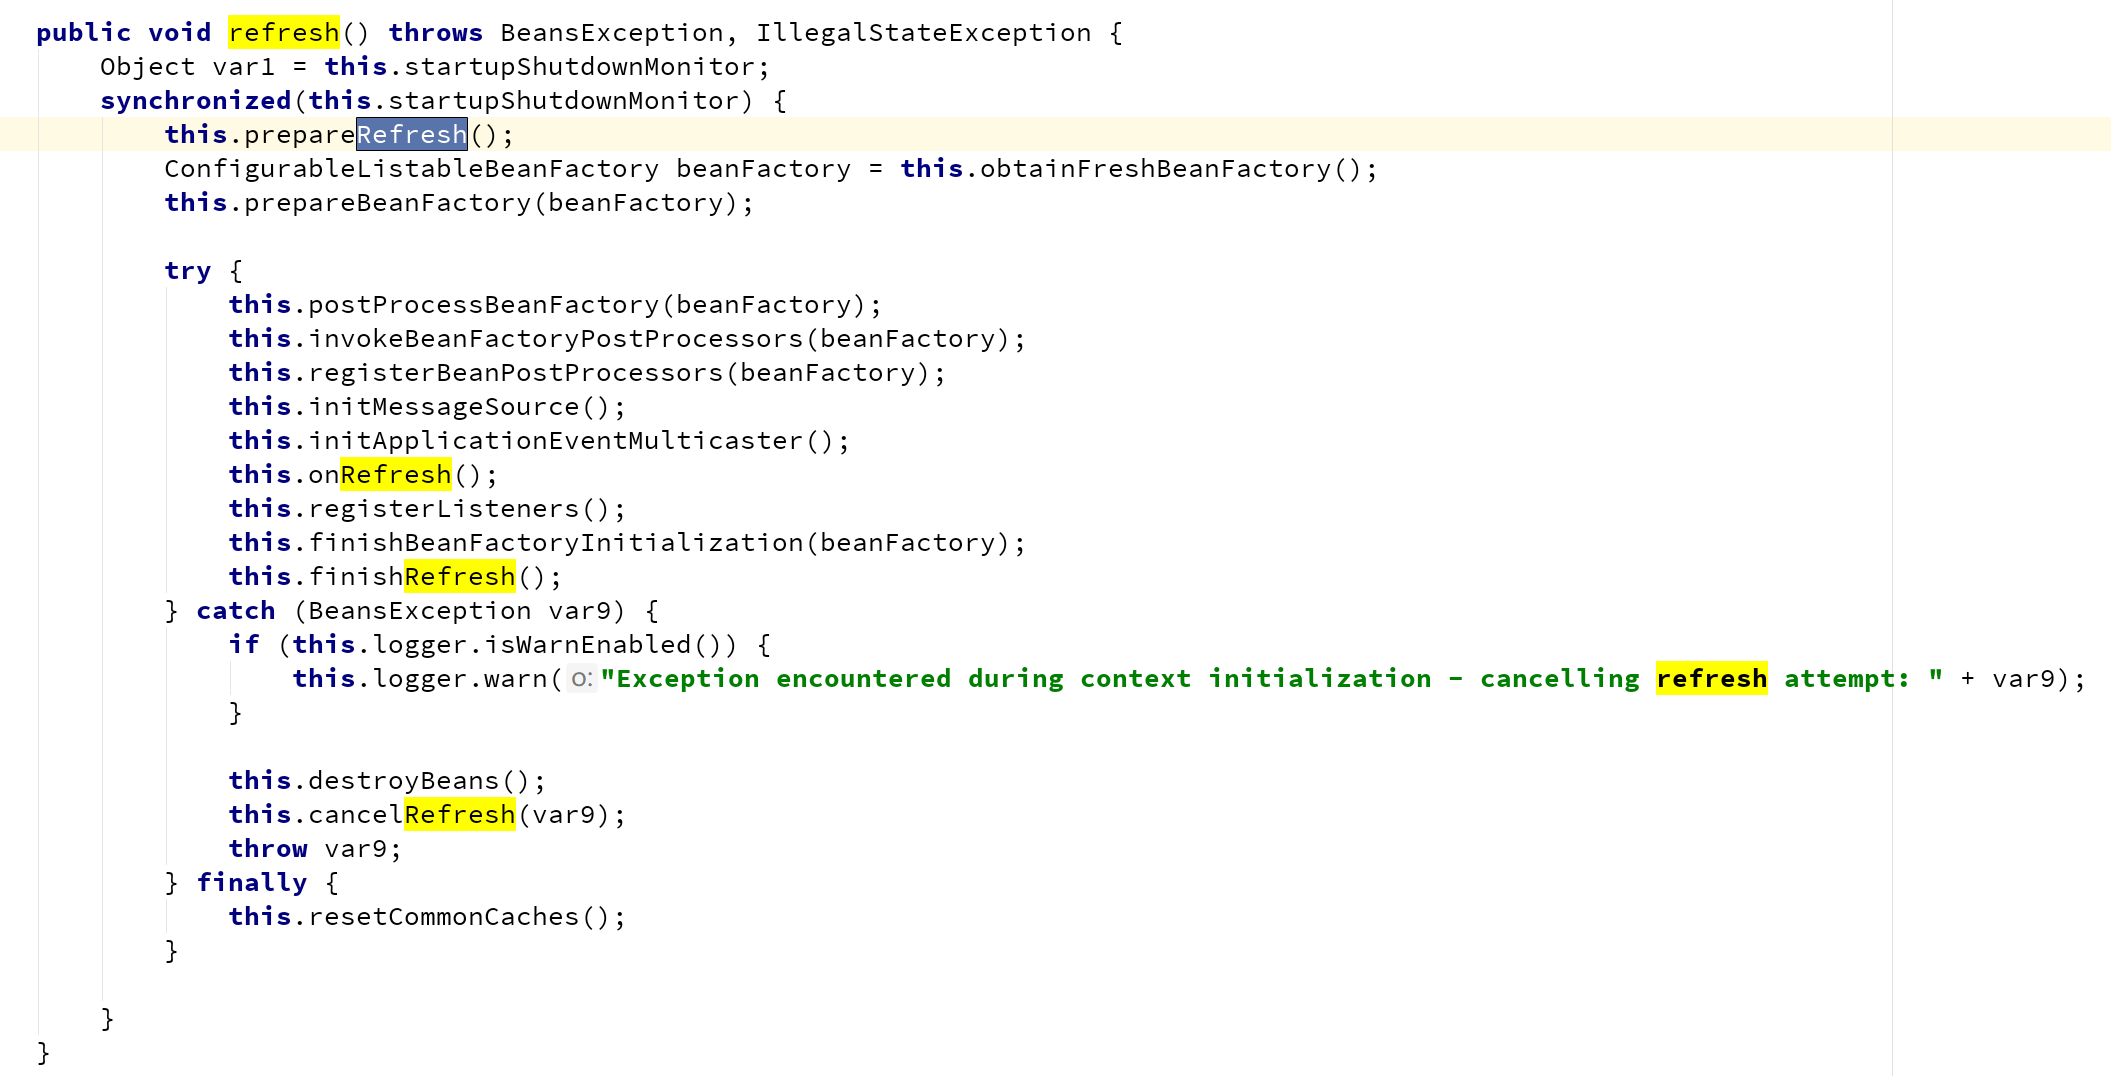 public void refresh() throws BeansException, IllegalStateException {
    Object var1 = this.startupShutdownMonitor;
    synchronized(this.startupShutdownMonitor) {
        this.prepareRefresh();
        ConfigurableListableBeanFactory beanFactory = this.obtainFreshBeanFactory();
        this.prepareBeanFactory(beanFactory);

        try {
            this.postProcessBeanFactory(beanFactory);
            this.invokeBeanFactoryPostProcessors(beanFactory);
            this.registerBeanPostProcessors(beanFactory);
            this.initMessageSource();
            this.initApplicationEventMulticaster();
            this.onRefresh();
            this.registerListeners();
            this.finishBeanFactoryInitialization(beanFactory);
            this.finishRefresh();
        } catch (BeansException var9) {
            if (this.logger.isWarnEnabled()) {
                this.logger.warn( o: "Exception encountered during context initialization - cancelling refresh attempt: " + var9);
            }

            this.destroyBeans();
            this.cancelRefresh(var9);
            throw var9;
        } finally {
            this.resetCommonCaches();
        }

    }
}